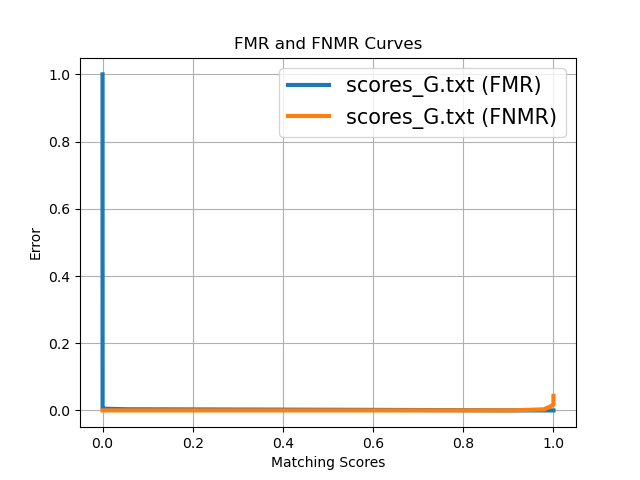 FMR and FNMR Curves
scores_G.txt (FMR)
scores_G.txt (FNMR)
Error
1.0
0.8
0.6
0.4
0.2
0.0
0.0 0.2 0.4 0.6 0.8 1.0
Matching Scores